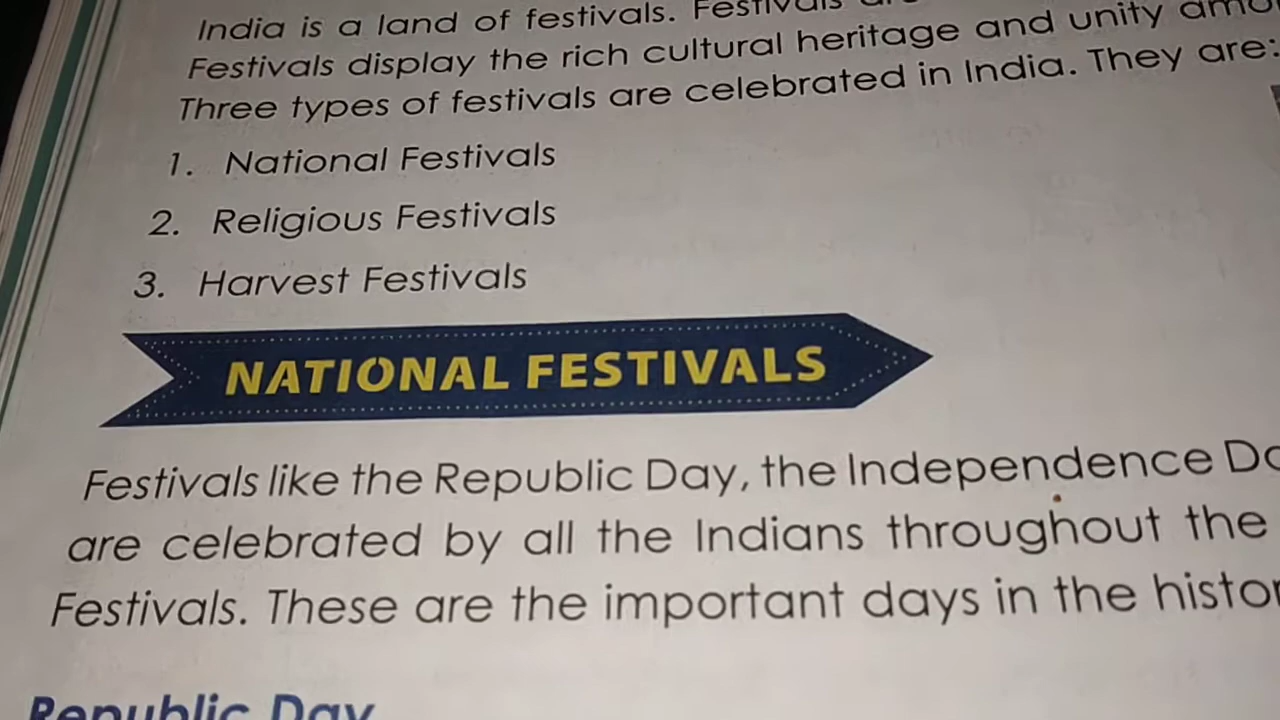 India is a land of festivals. Festivals
Festivals display the rich cultural heritage and unity
Three types of festivals are celebrated in India. They are:
1. National Festivals
2. Religious Festivals
3. Harvest Festivals
NATIONAL FESTIVALS
Festivals like the Republic Day, the Independence
are celebrated by all the Indians throughout the
Festivals. These are the important days in the
Republic Day